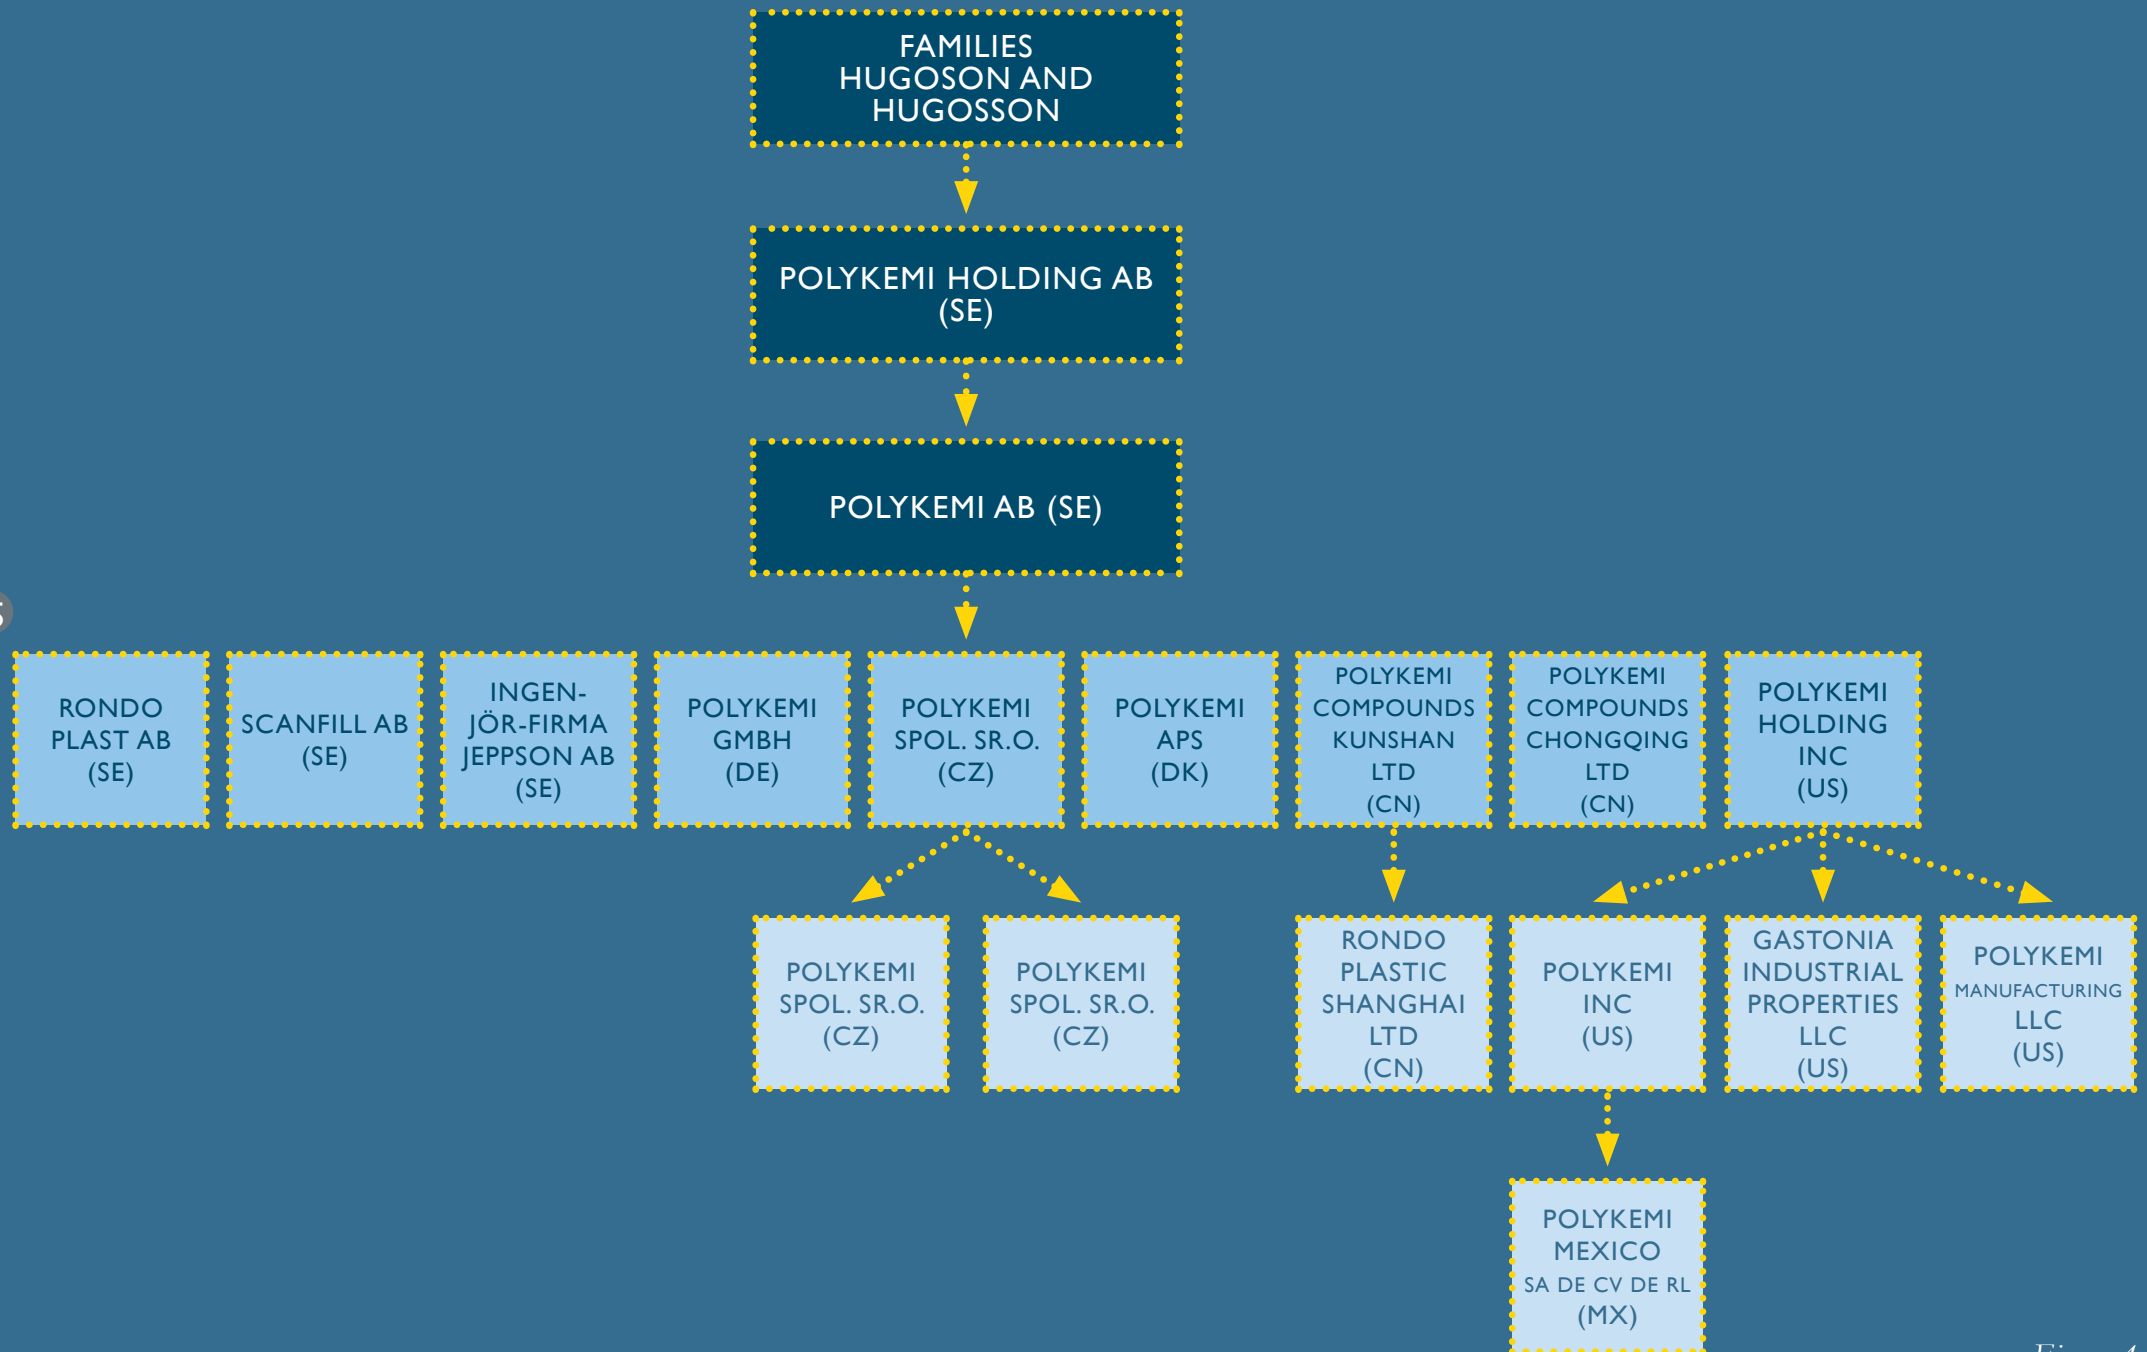 FAMILIES
HUGOSON AND
HUGOSSON
POLYKEMI HOLDING AB
(SE)
POLYKEMI AB (SE)
RONDO
PLAST AB
(SE)
SCANFILL AB
(SE)
INGEN-
JÖR-FIRMA
JEPPSON AB
(SE)
POLYKEMI
GMBH
(DE)
POLYKEMI
SPOL. SR.O.
(CZ)
POLYKEMI
APS
(DK)
POLYKEMI
COMPOUNDS
KUNSHAN
LTD
(CN)
POLYKEMI
COMPOUNDS
CHONGQING
LTD
(CN)
POLYKEMI
HOLDING
INC
(US)
POLYKEMI
SPOL. SR.O.
(CZ)
POLYKEMI
SPOL. SR.O.
(CZ)
RONDO
PLASTIC
SHANGHAI
LTD
(CN)
POLYKEMI
INC
(US)
GASTONIA
INDUSTRIAL
PROPERTIES
LLC
(US)
POLYKEMI
MANUFACTURING
LLC
(US)
POLYKEMI
MEXICO
SA DE CV DE RL
(MX)